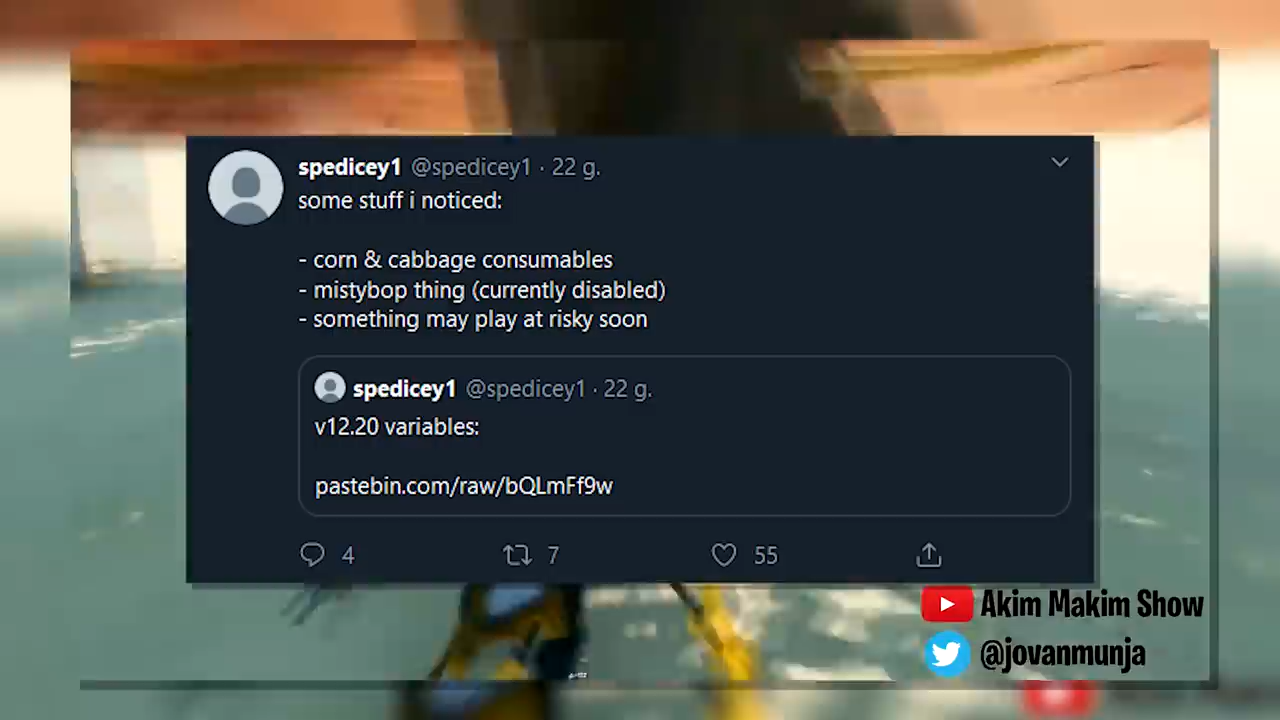 spedicey1 @spedicey1 · 22 g.
some stuff i noticed:
- corn & cabbage consumables
- mistybop thing (currently disabled)
- something may play at risky soon
spedicey1 @spedicey1 · 22 g.
v12.20 variables:
pastebin.com/raw/bQLmFf9w
4 7 55
Akim Makim Show
@jovanmunja